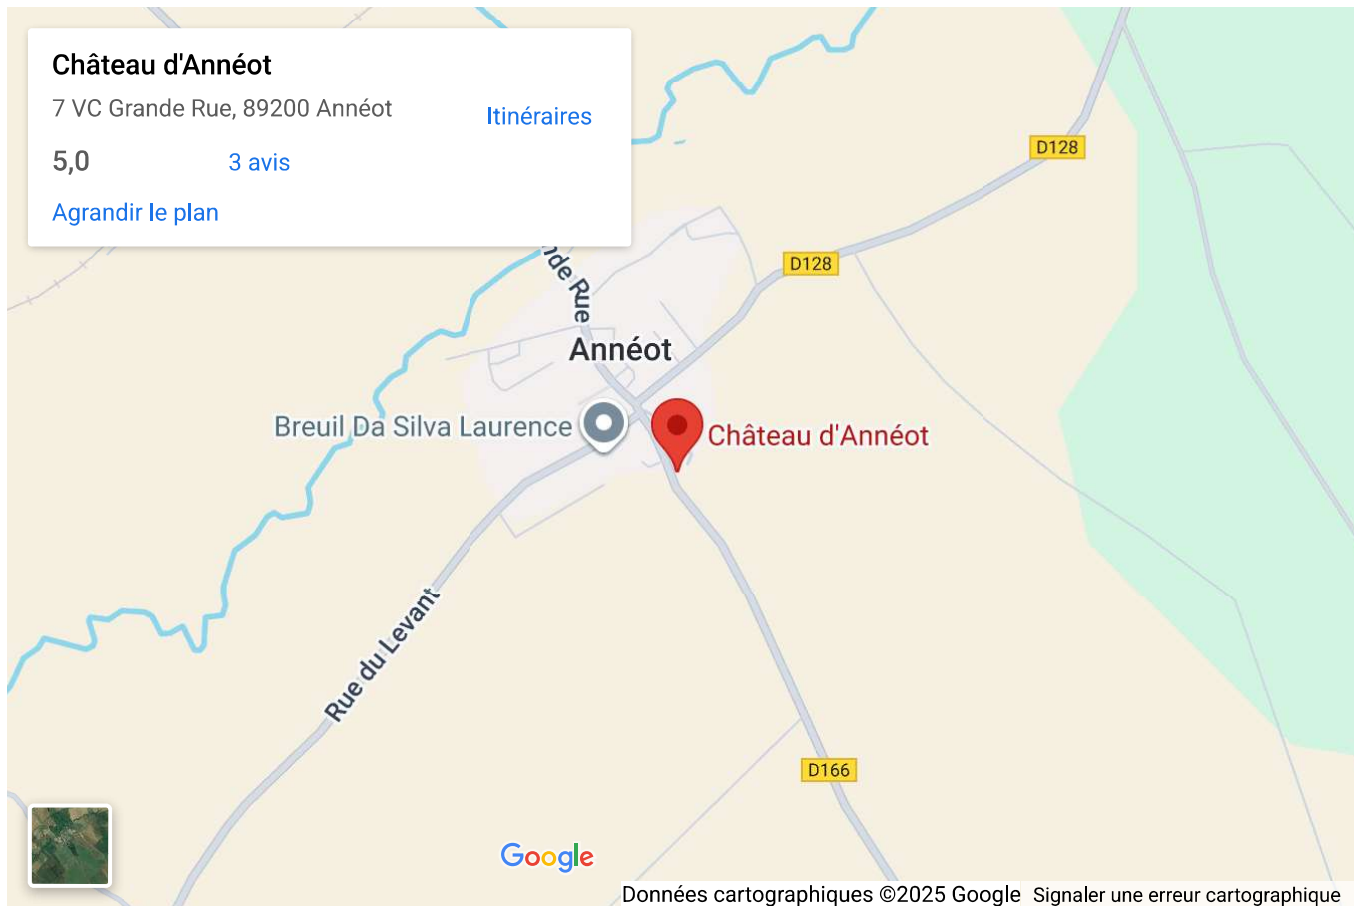 Château d'Annéot
7 VC Grande Rue, 89200 Annéot
Itinéraires
5,0
3 avis
Agrandir le plan
D128
D128
nde Rue
Annéot
Breuil Da Silva Laurence
Château d'Annéot
Rue du Levant
D166
Google
Données cartographiques ©2025 Google
Signaler une erreur cartographique